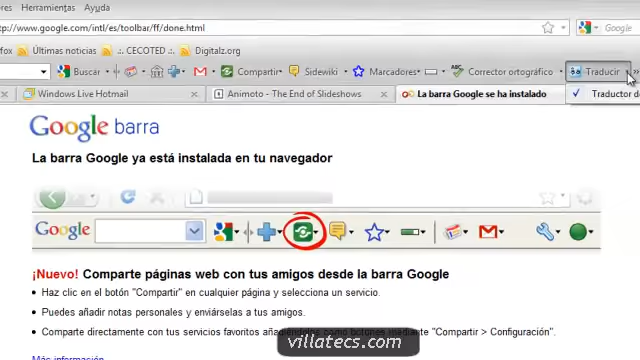 ores Herramientas Ayuda
p://www.google.com/intl/es/toolbar/ff/done.html
Google
efox Últimas noticias .:. CECOTED .:. Digitalz.org
Buscar Compartir Sidewiki Marcadores Corrector ortográfico Traducir »
Windows Live Hotmail Animoto - The End of Slideshows La barra Google se ha instalado Traductor de
Google barra
La barra Google ya está instalada en tu navegador
Google
¡Nuevo! Comparte páginas web con tus amigos desde la barra Google
Haz clic en el botón "Compartir" en cualquier página y selecciona un servicio.
Puedes añadir notas personales y enviárselas a tus amigos.
Comparte directamente con tus servicios favoritos añadiéndolos como botones mediante "Compartir > Configuración".
villatecs.com
Más información